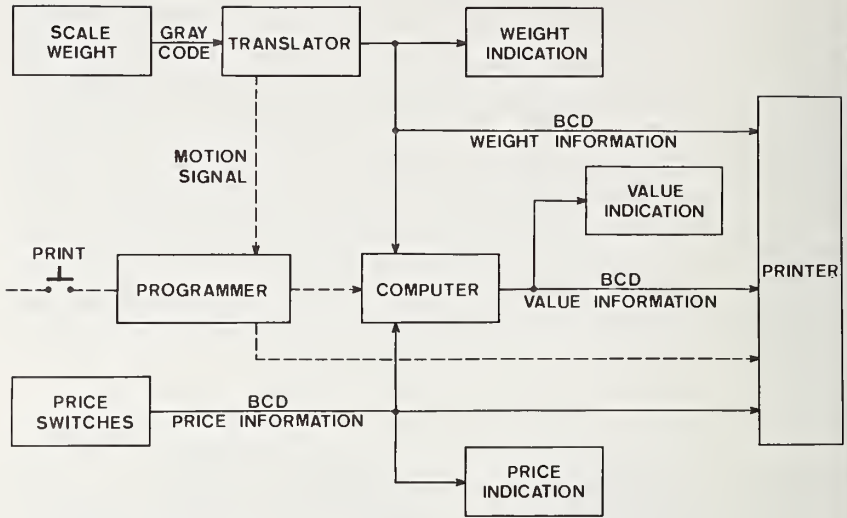 SCALE
WEIGHT
GRAY
CODE
TRANSLATOR
WEIGHT
INDICATION
BCD
WEIGHT INFORMATION
MOTION
SIGNAL
VALUE
INDICATION
PRINT
PROGRAMMER
COMPUTER
BCD
VALUE INFORMATION
PRINTER
PRICE
SWITCHES
BCD
PRICE INFORMATION
PRICE
INDICATION